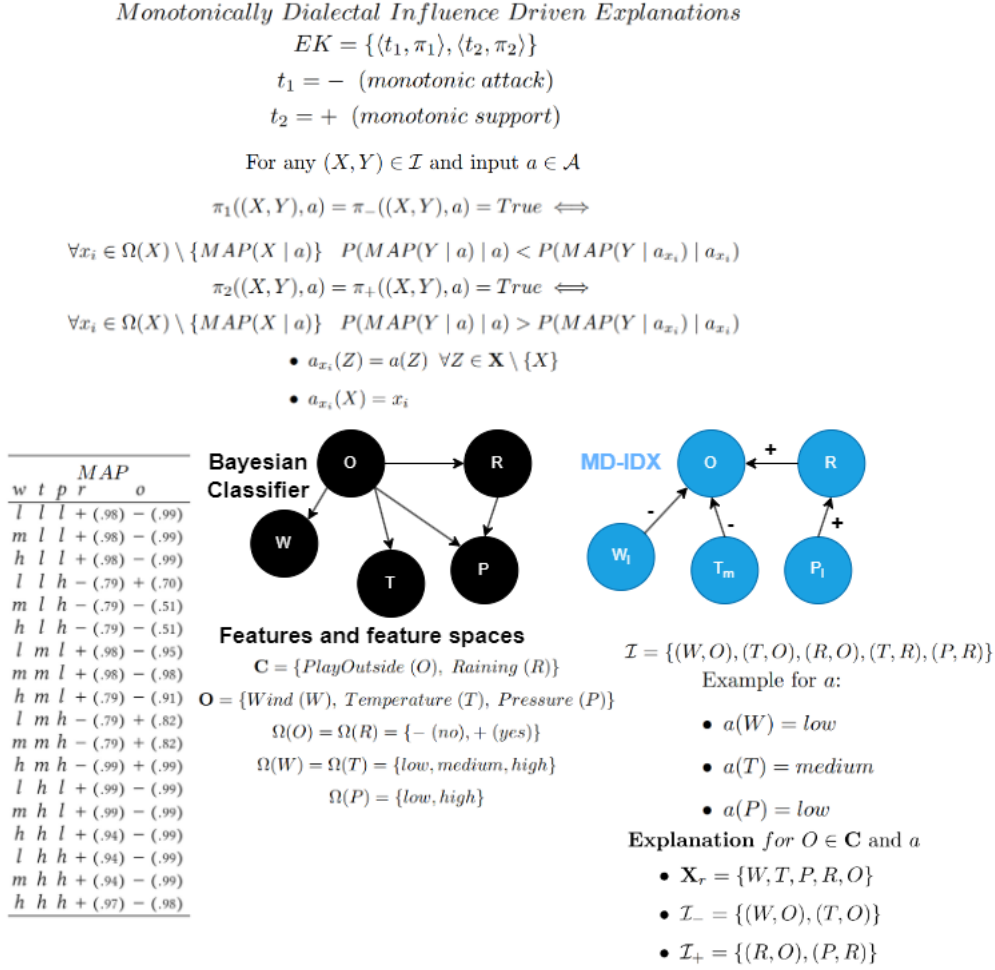 Monotonically Dialectal Influence Driven Explanations
EK = {⟨t₁, π₁⟩, ⟨t₂, π₂⟩}
t₁ = − (monotonic attack)
t₂ = + (monotonic support)
For any (X, Y) ∈ 𝓘 and input a ∈ 𝓐
π₁((X, Y), a) = π₋((X, Y), a) = True ⟺
∀xᵢ ∈ Ω(X) \ {MAP(X | a)} P(MAP(Y | a) | a) < P(MAP(Y | a_{xᵢ}) | a_{xᵢ})
π₂((X, Y), a) = π₊((X, Y), a) = True ⟺
∀xᵢ ∈ Ω(X) \ {MAP(X | a)} P(MAP(Y | a) | a) > P(MAP(Y | a_{xᵢ}) | a_{xᵢ})
• a_{xᵢ}(Z) = a(Z) ∀Z ∈ 𝐗 \ {X}
• a_{xᵢ}(X) = xᵢ
MAP
w t p r o
l l l + (.98) − (.99)
m l l + (.98) − (.99)
h l l + (.98) − (.99)
l l h − (.79) + (.70)
m l h − (.79) − (.51)
h l h − (.79) − (.51)
l m l + (.98) − (.95)
m m l + (.98) − (.98)
h m l + (.79) − (.91)
l m h − (.79) + (.82)
m m h − (.79) + (.82)
h m h − (.99) + (.99)
l h l + (.99) − (.99)
m h l + (.99) − (.99)
h h l + (.94) − (.99)
l h h + (.94) − (.99)
m h h + (.94) − (.99)
h h h + (.97) − (.98)
Bayesian
Classifier
O
R
W
T
P
Features and feature spaces
𝐂 = {PlayOutside (O), Raining (R)}
𝐎 = {Wind (W), Temperature (T), Pressure (P)}
Ω(O) = Ω(R) = {− (no), + (yes)}
Ω(W) = Ω(T) = {low, medium, high}
Ω(P) = {low, high}
MD-IDX
O
+
R
-
-
+
Wₗ
Tₘ
Pₗ
𝓘 = {(W, O), (T, O), (R, O), (T, R), (P, R)}
Example for a:
• a(W) = low
• a(T) = medium
• a(P) = low
Explanation for O ∈ 𝐂 and a
• 𝐗ᵣ = {W, T, P, R, O}
• 𝓘₋ = {(W, O), (T, O)}
• 𝓘₊ = {(R, O), (P, R)}